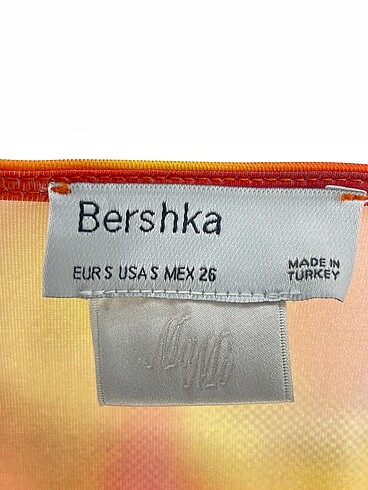 Bershka
EUR S USA S MEX 26
MADE IN
TURKEY